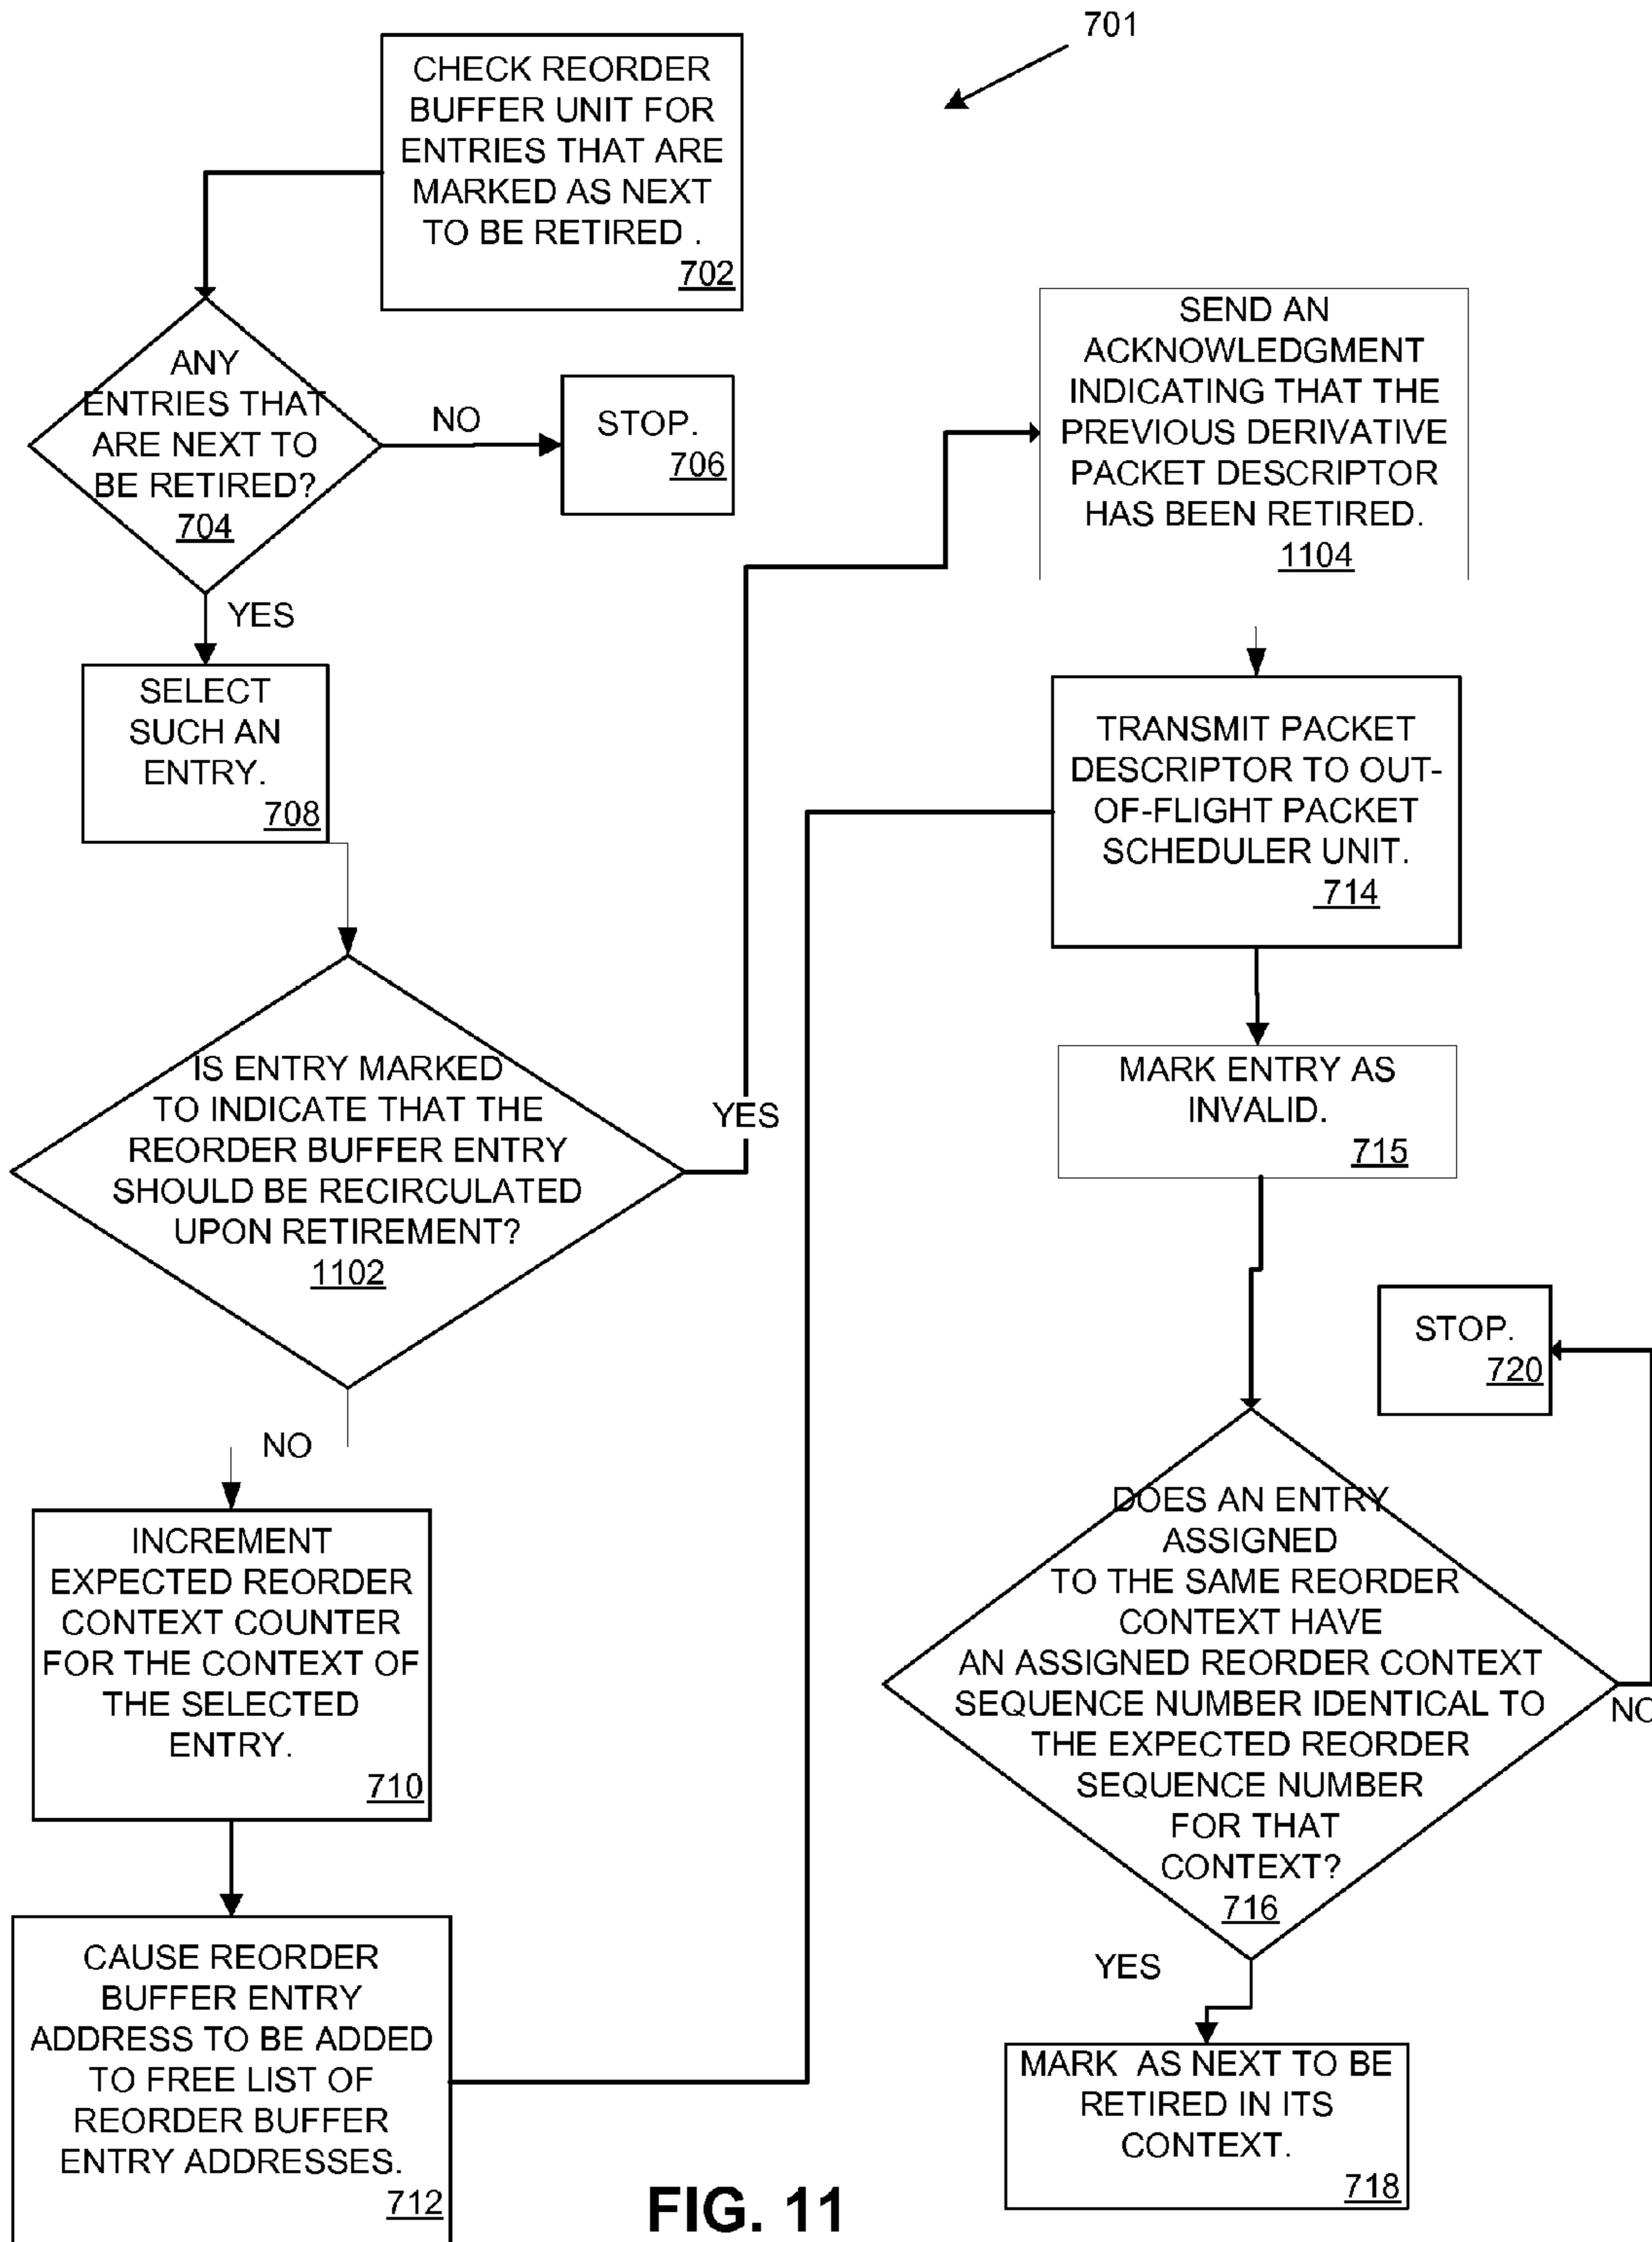 701
CHECK REORDER
BUFFER UNIT FOR
ENTRIES THAT ARE
MARKED AS NEXT
TO BE RETIRED .
702
ANY
ENTRIES THAT
ARE NEXT TO
BE RETIRED?
704
NO
STOP.
706
YES
SELECT
SUCH AN
ENTRY.
708
IS ENTRY MARKED
TO INDICATE THAT THE
REORDER BUFFER ENTRY
SHOULD BE RECIRCULATED
UPON RETIREMENT?
1102
YES
NO
INCREMENT
EXPECTED REORDER
CONTEXT COUNTER
FOR THE CONTEXT OF
THE SELECTED
ENTRY.
710
CAUSE REORDER
BUFFER ENTRY
ADDRESS TO BE ADDED
TO FREE LIST OF
REORDER BUFFER
ENTRY ADDRESSES.
712
SEND AN
ACKNOWLEDGMENT
INDICATING THAT THE
PREVIOUS DERIVATIVE
PACKET DESCRIPTOR
HAS BEEN RETIRED.
1104
TRANSMIT PACKET
DESCRIPTOR TO OUT-
OF-FLIGHT PACKET
SCHEDULER UNIT.
714
MARK ENTRY AS
INVALID.
715
STOP.
720
DOES AN ENTRY
ASSIGNED
TO THE SAME REORDER
CONTEXT HAVE
AN ASSIGNED REORDER CONTEXT
SEQUENCE NUMBER IDENTICAL TO
THE EXPECTED REORDER
SEQUENCE NUMBER
FOR THAT
CONTEXT?
716
NO
YES
MARK AS NEXT TO BE
RETIRED IN ITS
CONTEXT.
718
FIG. 11